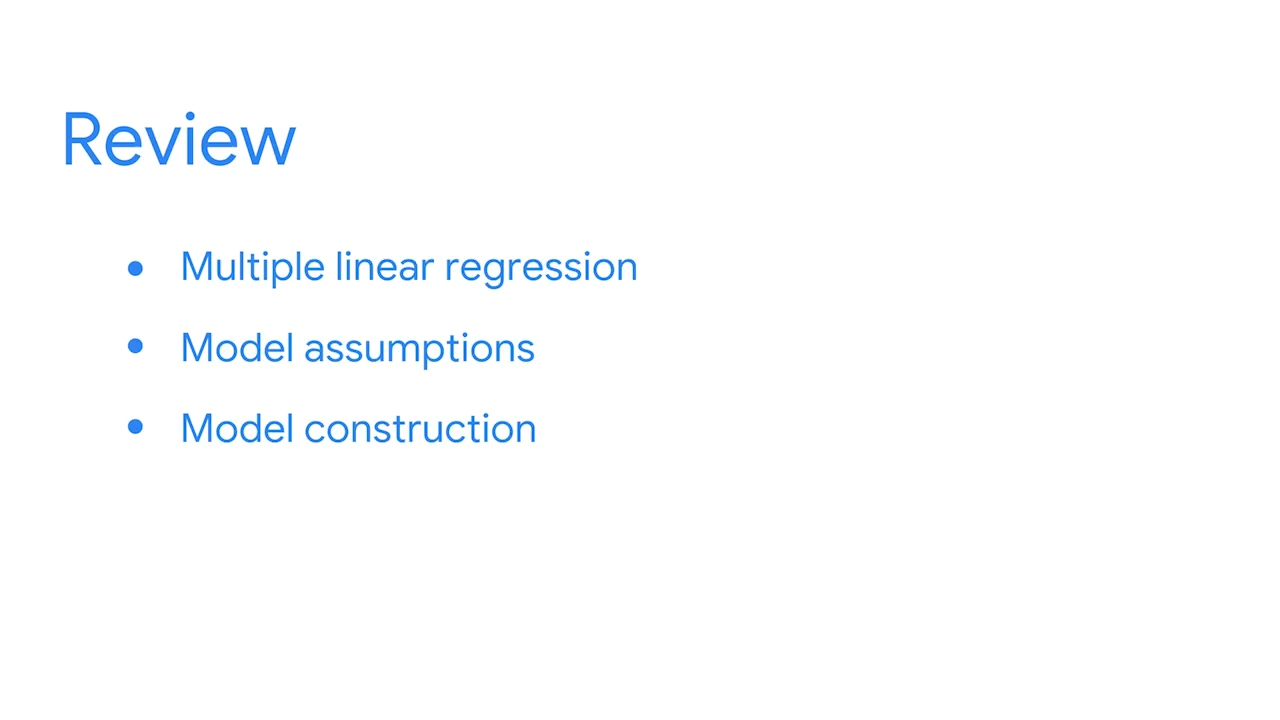 Review
• Multiple linear regression
• Model assumptions
• Model construction